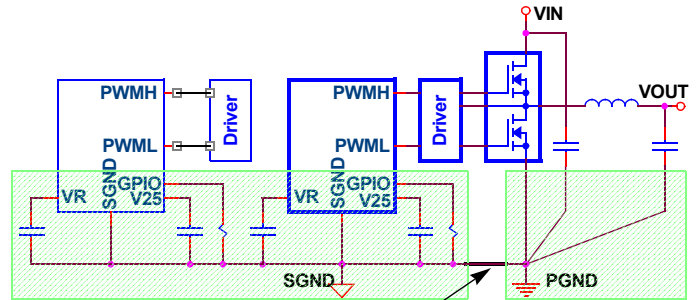 VIN
PWMH
PWML
SGND
GPIO
V25
VR
Driver
PWMH
PWML
SGND
GPIO
V25
VR
Driver
VOUT
SGND
PGND